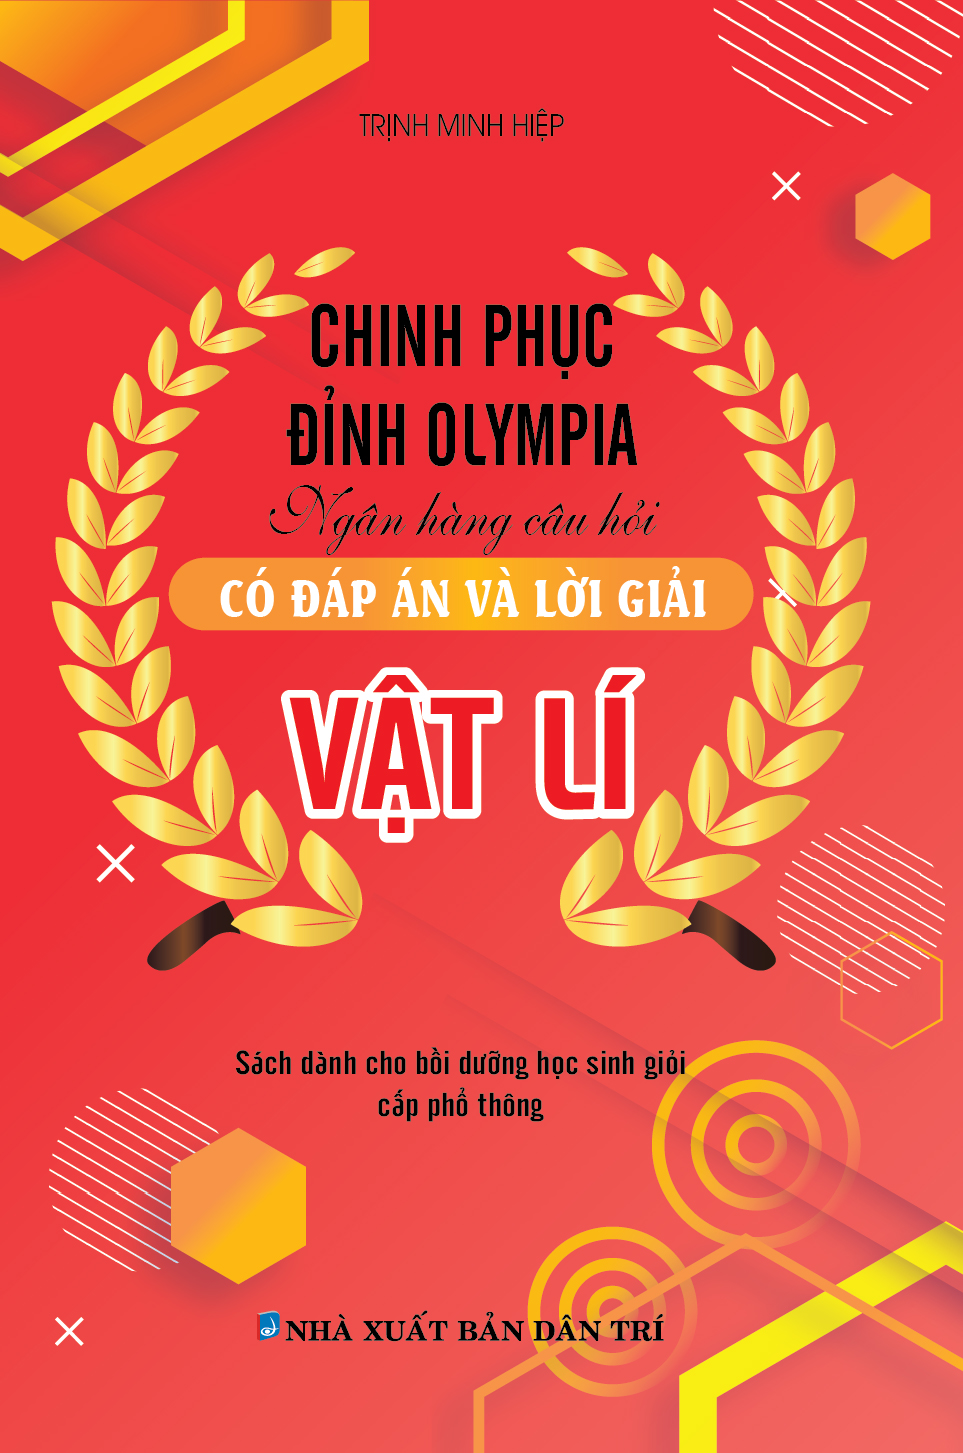 TRỊNH MINH HIỆP
CHINH PHỤC
ĐỈNH OLYMPIA
Ngân hàng câu hỏi
CÓ ĐÁP ÁN VÀ LỜI GIẢI
VẬT LÍ
Sách dành cho bồi dưỡng học sinh giỏi
cấp phổ thông
NHÀ XUẤT BẢN DÂN TRÍ